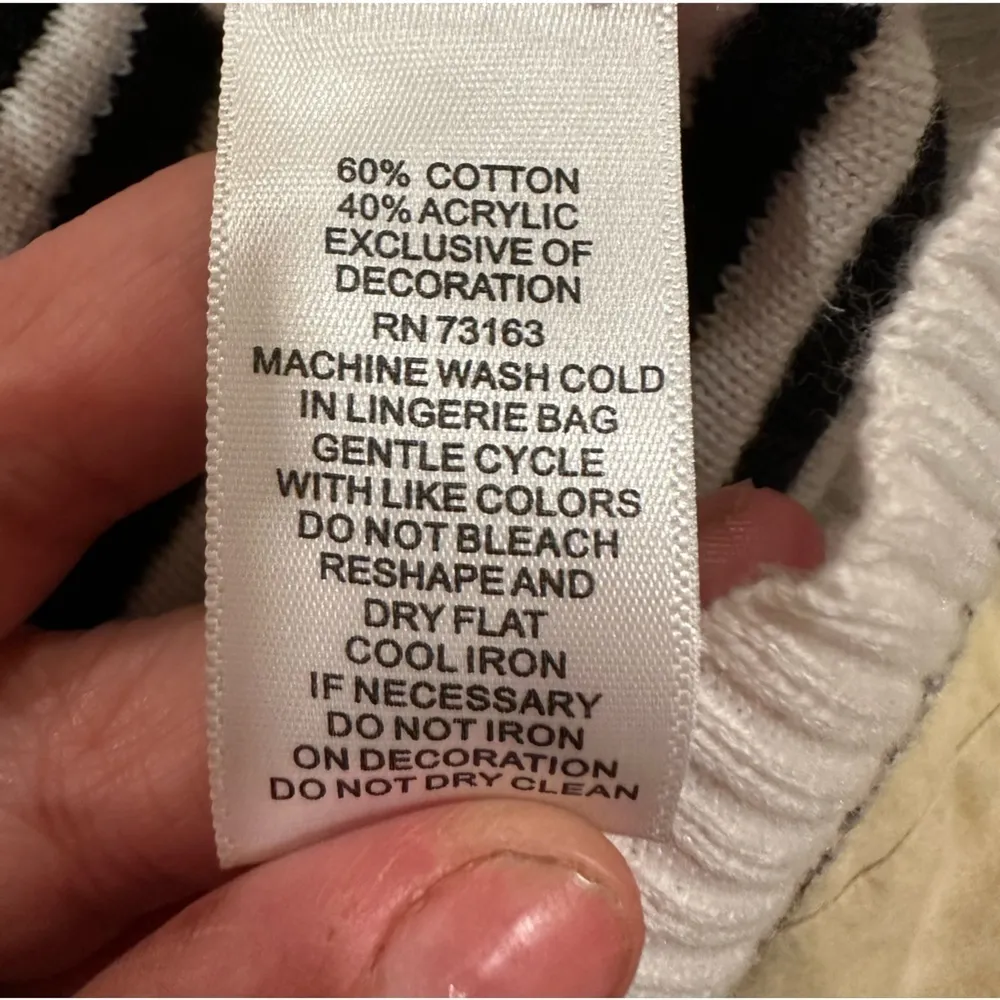 60% COTTON
40% ACRYLIC
EXCLUSIVE OF
DECORATION
RN 73163
MACHINE WASH COLD
IN LINGERIE BAG
GENTLE CYCLE
WITH LIKE COLORS
DO NOT BLEACH
RESHAPE AND
DRY FLAT
COOL IRON
IF NECESSARY
DO NOT IRON
ON DECORATION
DO NOT DRY CLEAN